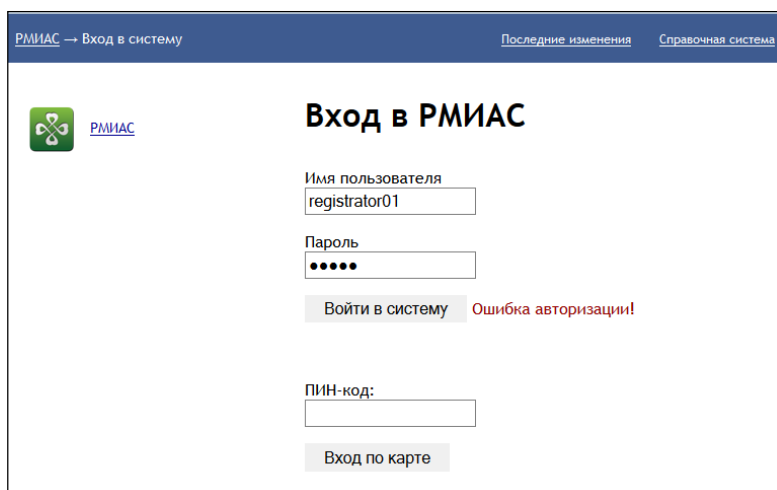 РМИАС → Вход в систему
Последние изменения
Справочная система
РМИАС
Вход в РМИАС
Имя пользователя
registrator01
Пароль
●●●●●
Войти в систему Ошибка авторизации!
ПИН-код:
Вход по карте